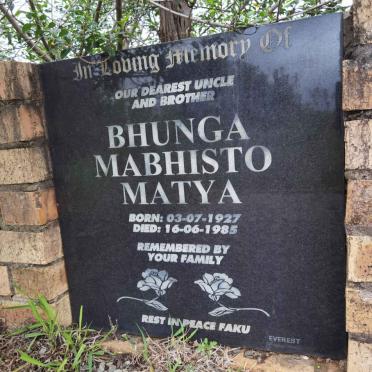 In Loving Memory Of
OUR DEAREST UNCLE
AND BROTHER
BHUNGA
MABHISTO
MATYA
BORN: 03-07-1927
DIED: 16-06-1985
REMEMBERED BY
YOUR FAMILY
REST IN PEACE FAKU
EVEREST